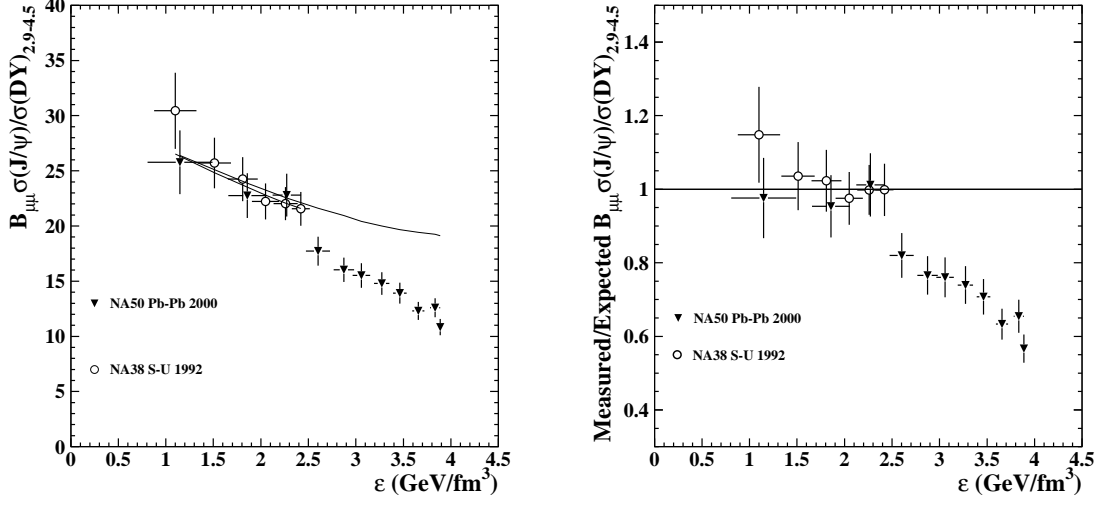 B_μμ σ(J/ψ)/σ(DY)_2.9-4.5
40
35
30
25
20
15
10
5
0
▼ NA50 Pb-Pb 2000
○ NA38 S-U 1992
0 0.5 1 1.5 2 2.5 3 3.5 4 4.5
ε (GeV/fm³)
Measured/Expected B_μμ σ(J/ψ)/σ(DY)_2.9-4.5
1.4
1.2
1
0.8
0.6
0.4
▼ NA50 Pb-Pb 2000
○ NA38 S-U 1992
0 0.5 1 1.5 2 2.5 3 3.5 4 4.5
ε (GeV/fm³)